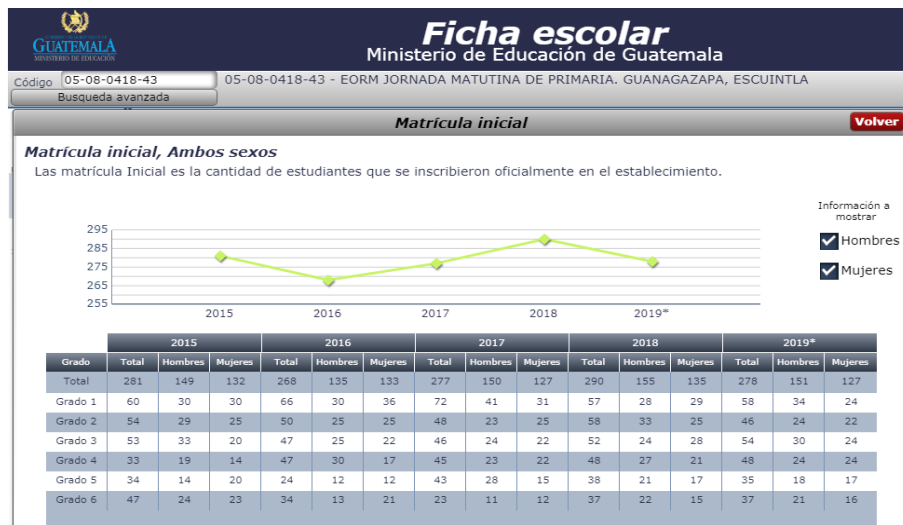 GUATEMALA
MINISTERIO DE EDUCACIÓN
Ficha escolar
Ministerio de Educación de Guatemala
Código 05-08-0418-43 05-08-0418-43 - EORM JORNADA MATUTINA DE PRIMARIA. GUANAGAZAPA, ESCUINTLA
Busqueda avanzada
Matrícula inicial Volver
Matrícula inicial, Ambos sexos
Las matrícula Inicial es la cantidad de estudiantes que se inscribieron oficialmente en el establecimiento.
Información a
mostrar
Hombres
Mujeres
295
285
275
265
255
2015 2016 2017 2018 2019*
2015 2016 2017 2018 2019*
Grado Total Hombres Mujeres Total Hombres Mujeres Total Hombres Mujeres Total Hombres Mujeres Total Hombres Mujeres
Total 281 149 132 268 135 133 277 150 127 290 155 135 278 151 127
Grado 1 60 30 30 66 30 36 72 41 31 57 28 29 58 34 24
Grado 2 54 29 25 50 25 25 48 23 25 58 33 25 46 24 22
Grado 3 53 33 20 47 25 22 46 24 22 52 24 28 54 30 24
Grado 4 33 19 14 47 30 17 45 23 22 48 27 21 48 24 24
Grado 5 34 14 20 24 12 12 43 28 15 38 21 17 35 18 17
Grado 6 47 24 23 34 13 21 23 11 12 37 22 15 37 21 16